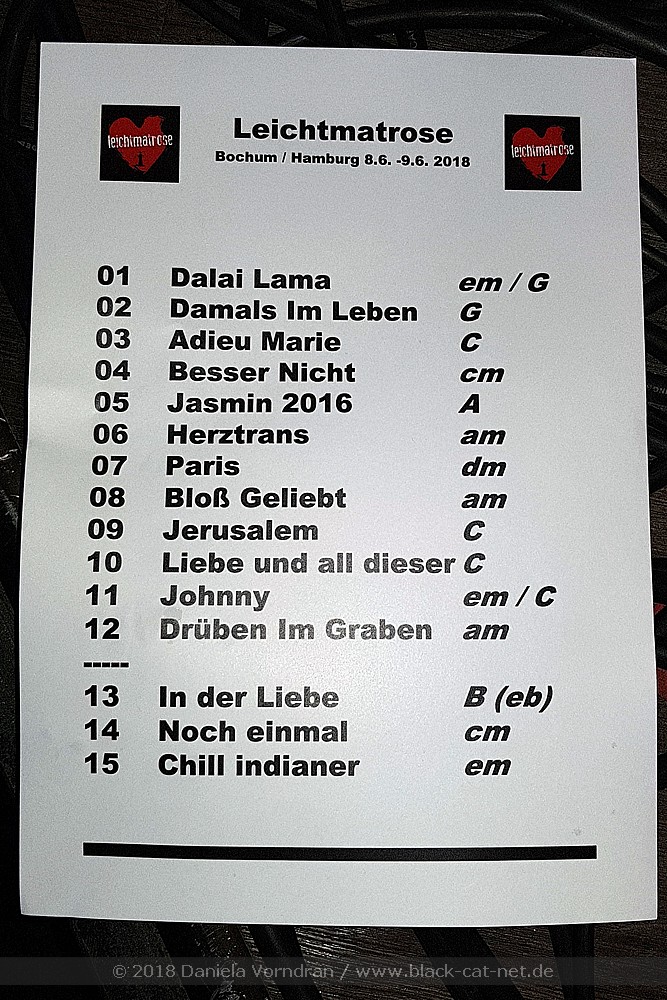 leichtmatrose
Leichtmatrose
leichtmatrose
Bochum / Hamburg 8.6. -9.6. 2018
01 Dalai Lama em / G
02 Damals Im Leben G
03 Adieu Marie C
04 Besser Nicht cm
05 Jasmin 2016 A
06 Herztrans am
07 Paris dm
08 Bloß Geliebt am
09 Jerusalem C
10 Liebe und all dieser C
11 Johnny em / C
12 Drüben Im Graben am
-----
13 In der Liebe B (eb)
14 Noch einmal cm
15 Chill indianer em
© 2018 Daniela Vorndran / www.black-cat-net.de